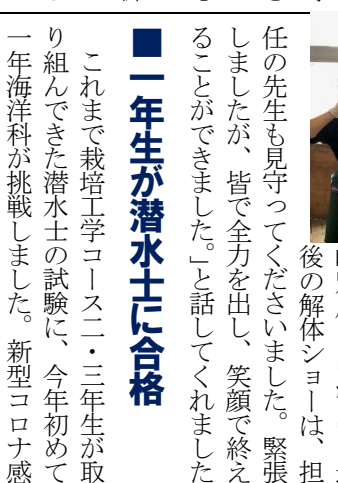 後の解体ショーは、担
任の先生も見守ってくださいました。緊張
しましたが、皆で全力を出し、笑顔で終え
ることができました。」と話してくれました
■一年生が潜水士に合格
これまで栽培工学コース二・三年生が取
り組んできた潜水士の試験に、今年初めて
一年海洋科が挑戦しました。新型コロナ感